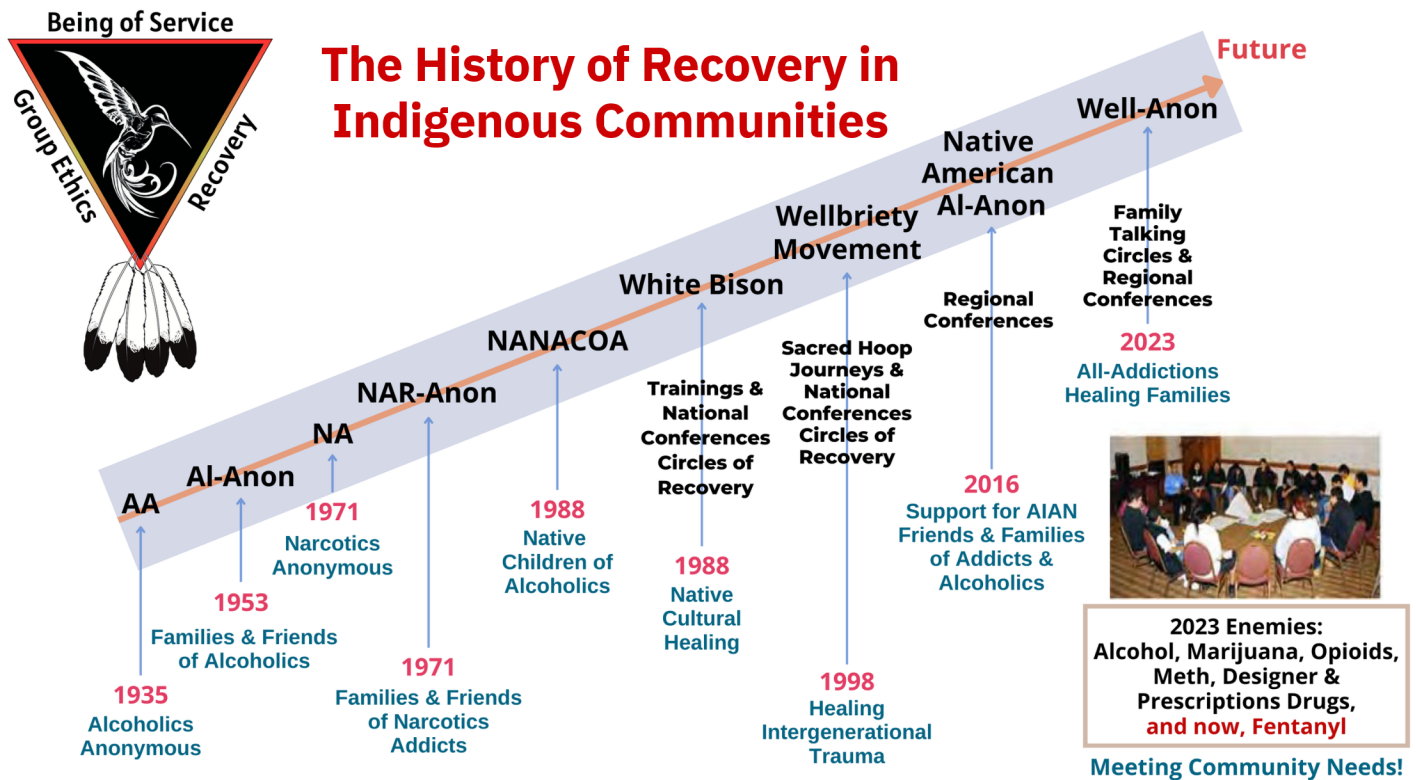 Being of Service
Group Ethics
Recovery
The History of Recovery in
Indigenous Communities
Future
AA
1935
Alcoholics
Anonymous
Al-Anon
1953
Families & Friends
of Alcoholics
NA
1971
Narcotics
Anonymous
NAR-Anon
1971
Families & Friends
of Narcotics
Addicts
NANACOA
1988
Native
Children of
Alcoholics
White Bison
Trainings &
National
Conferences
Circles of
Recovery
1988
Native
Cultural
Healing
Wellbriety
Movement
Sacred Hoop
Journeys &
National
Conferences
Circles of
Recovery
1998
Healing
Intergenerational
Trauma
Native
American
Al-Anon
Regional
Conferences
2016
Support for AIAN
Friends & Families
of Addicts &
Alcoholics
Well-Anon
Family
Talking
Circles &
Regional
Conferences
2023
All-Addictions
Healing Families
2023 Enemies:
Alcohol, Marijuana, Opioids,
Meth, Designer &
Prescriptions Drugs,
and now, Fentanyl
Meeting Community Needs!